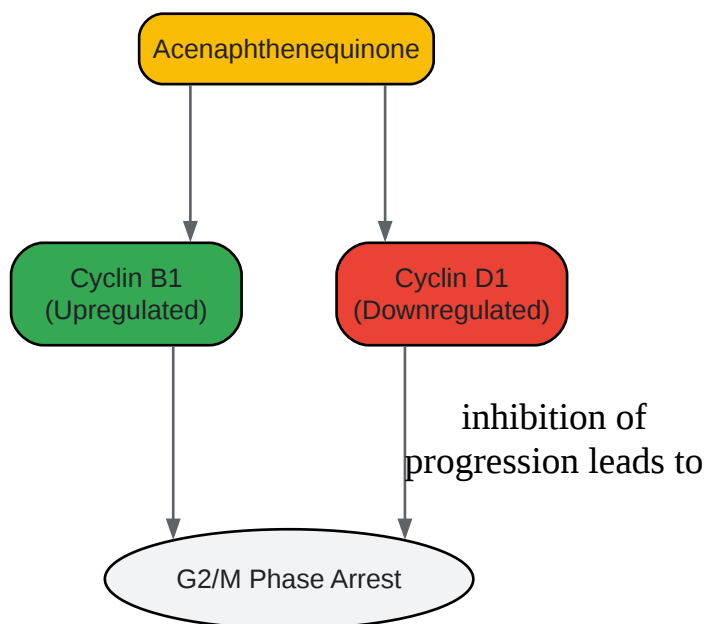 Acenaphthenequinone
Cyclin B1
(Upregulated)
Cyclin D1
(Downregulated)
inhibition of
progression leads to
G2/M Phase Arrest